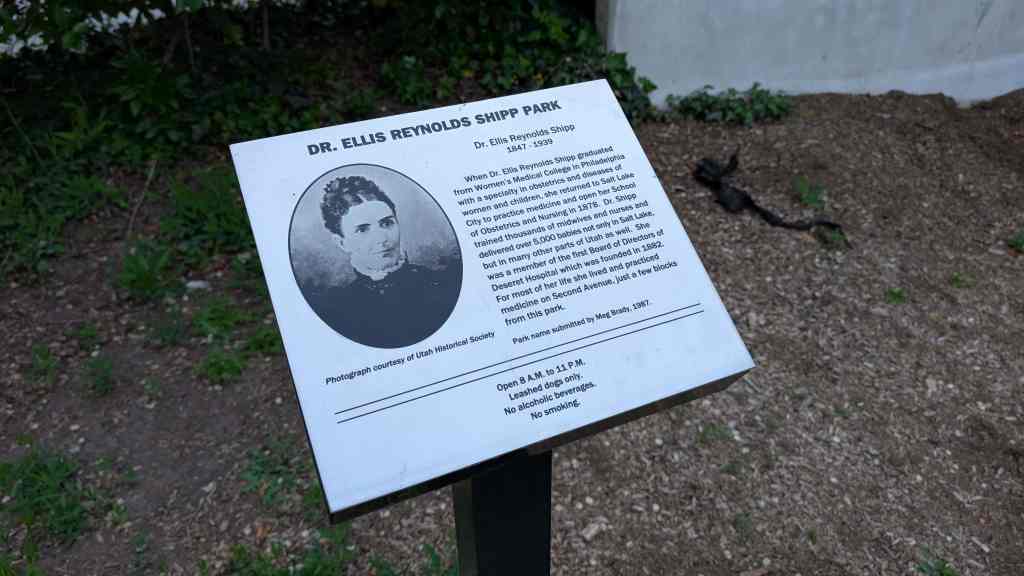 DR. ELLIS REYNOLDS SHIPP PARK
Dr. Ellis Reynolds Shipp
1847 - 1939
When Dr. Ellis Reynolds Shipp graduated
from Women's Medical College in Philadelphia
with a specialty in obstetrics and diseases of
women and children, she returned to Salt Lake
City to practice medicine and open her School
of Obstetrics and Nursing in 1878. Dr. Shipp
trained thousands of midwives and nurses and
delivered over 5,000 babies not only in Salt Lake,
but in many other parts of Utah as well. She
was a member of the first Board of Directors of
Deseret Hospital which was founded in 1882.
For most of her life she lived and practiced
medicine on Second Avenue, just a few blocks
from this park.
Photograph courtesy of Utah Historical Society
Park name submitted by Meg Brady, 1987.
Open 8 A.M. to 11 P.M.
Leashed dogs only.
No alcoholic beverages.
No smoking.